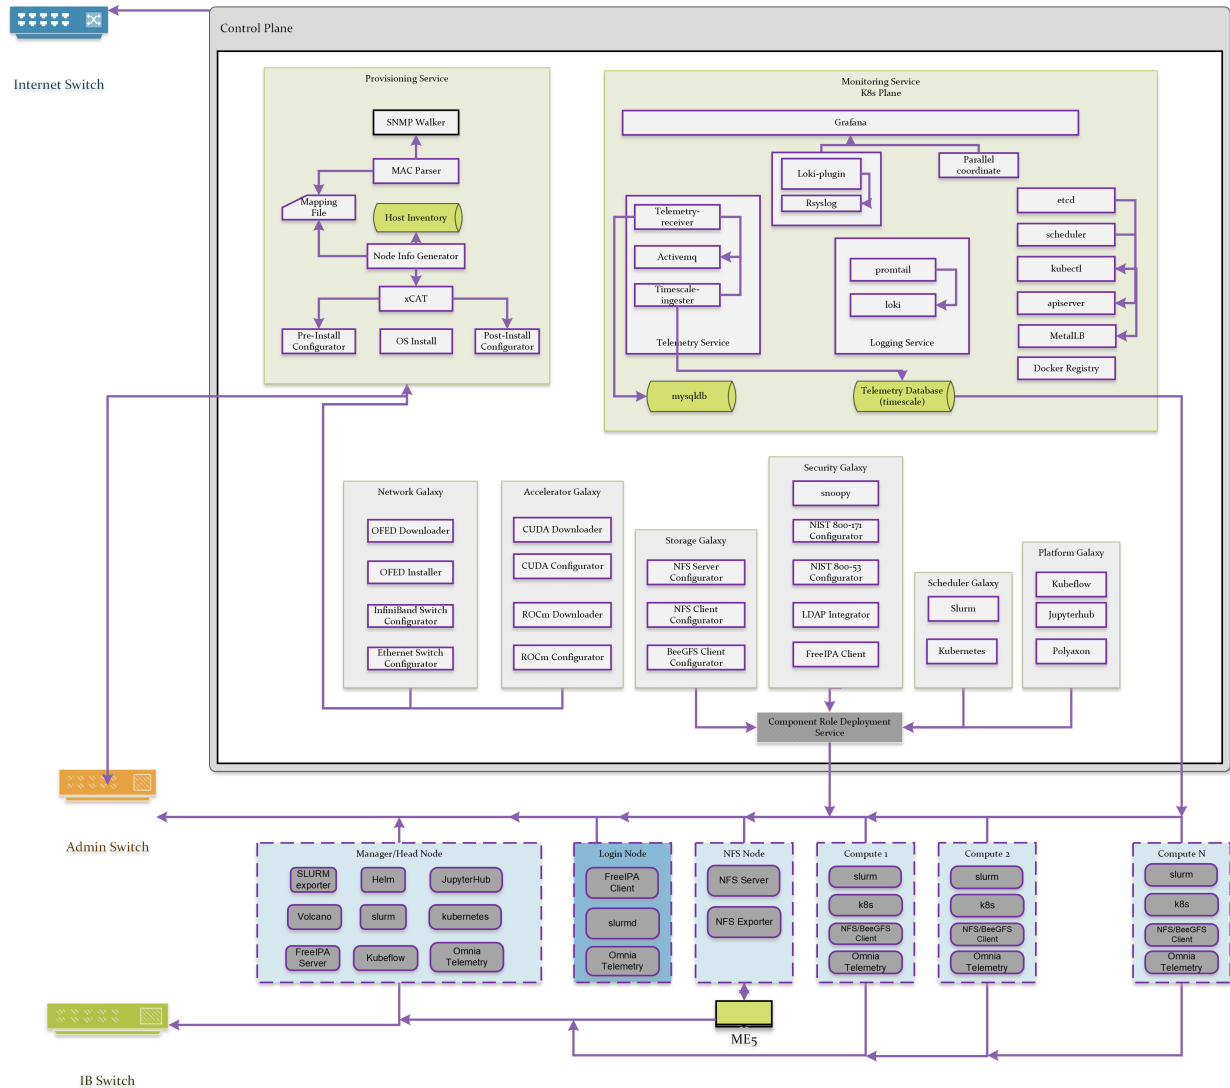 Internet Switch
Control Plane
Provisioning Service
SNMP Walker
MAC Parser
Mapping
File
Host Inventory
Node Info Generator
xCAT
Pre-Install
Configurator
OS Install
Post-Install
Configurator
Monitoring Service
K8s Plane
Grafana
Loki-plugin
Rsyslog
Parallel
coordinate
Telemetry-
receiver
Activemq
Timescale-
ingester
Telemetry Service
promtail
loki
Logging Service
etcd
scheduler
kubectl
apiserver
MetalLB
Docker Registry
mysqldb
Telemetry Database
(timescale)
Network Galaxy
OFED Downloader
OFED Installer
InfiniBand Switch
Configurator
Ethernet Switch
Configurator
Accelerator Galaxy
CUDA Downloader
CUDA Configurator
ROCm Downloader
ROCm Configurator
Storage Galaxy
NFS Server
Configurator
NFS Client
Configurator
BeeGFS Client
Configurator
Security Galaxy
snoopy
NIST 800-171
Configurator
NIST 800-53
Configurator
LDAP Integrator
FreeIPA Client
Scheduler Galaxy
Slurm
Kubernetes
Platform Galaxy
Kubeflow
Jupyterhub
Polyaxon
Component Role Deployment
Service
Admin Switch
Manager/Head Node
SLURM
exporter
Helm
JupyterHub
Volcano
slurm
kubernetes
FreeIPA
Server
Kubeflow
Omnia
Telemetry
Login Node
FreeIPA
Client
slurmd
Omnia
Telemetry
NFS Node
NFS Server
NFS Exporter
Compute 1
slurm
k8s
NFS/BeeGFS
Client
Omnia
Telemetry
Compute 2
slurm
k8s
NFS/BeeGFS
Client
Omnia
Telemetry
Compute N
slurm
k8s
NFS/BeeGFS
Client
Omnia
Telemetry
ME5
IB Switch